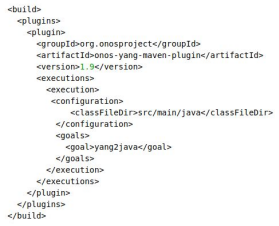 <build>
  <plugins>
    <plugin>
      <groupId>org.onosproject</groupId>
      <artifactId>onos-yang-maven-plugin</artifactId>
      <version>1.9</version>
      <executions>
        <execution>
         <configuration>
             <classFileDir>src/main/java</classFileDir>
          </configuration>
          <goals>
            <goal>yang2java</goal>
          </goals>
        </execution>
      </executions>
    </plugin>
  </plugins>
</build>